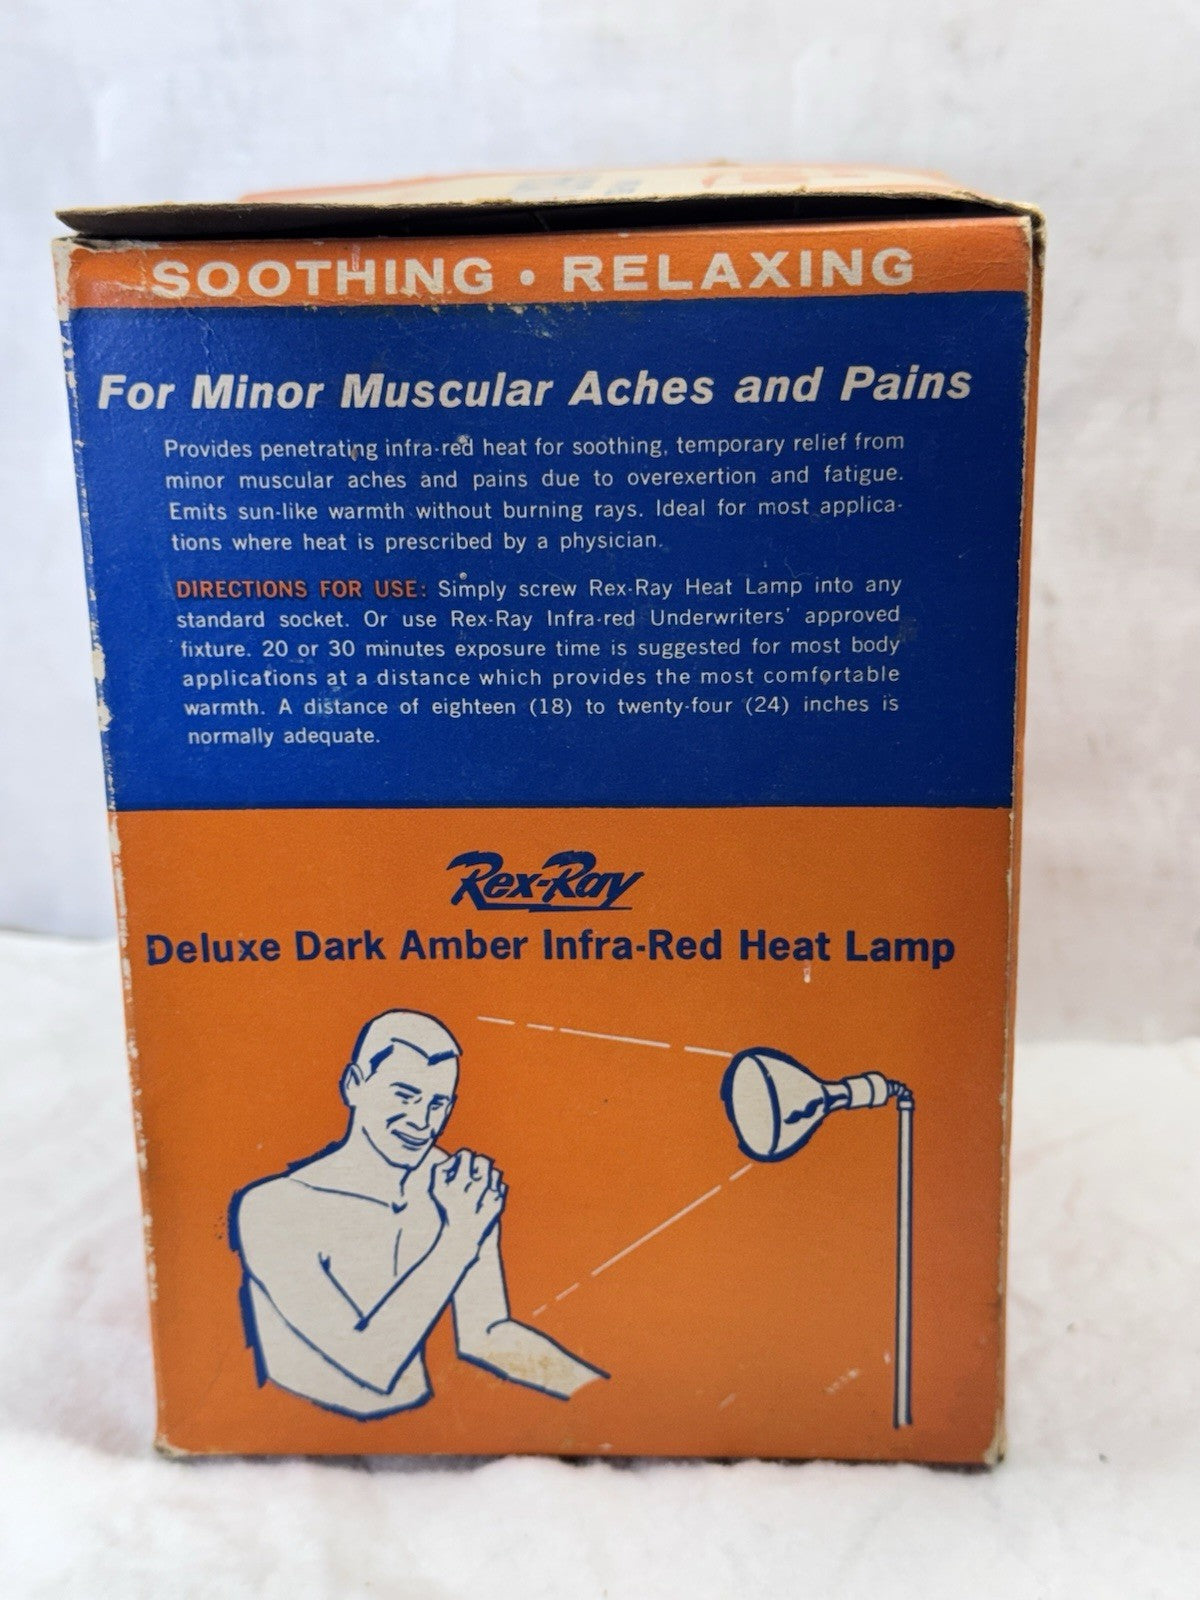 SOOTHING • RELAXING
For Minor Muscular Aches and Pains
Provides penetrating infra-red heat for soothing, temporary relief from
minor muscular aches and pains due to overexertion and fatigue.
Emits sun-like warmth without burning rays. Ideal for most applica-
tions where heat is prescribed by a physician.
DIRECTIONS FOR USE: Simply screw Rex-Ray Heat Lamp into any
standard socket. Or use Rex-Ray Infra-red Underwriters' approved
fixture. 20 or 30 minutes exposure time is suggested for most body
applications at a distance which provides the most comfortable
warmth. A distance of eighteen (18) to twenty-four (24) inches is
normally adequate.
Rex-Ray
Deluxe Dark Amber Infra-Red Heat Lamp